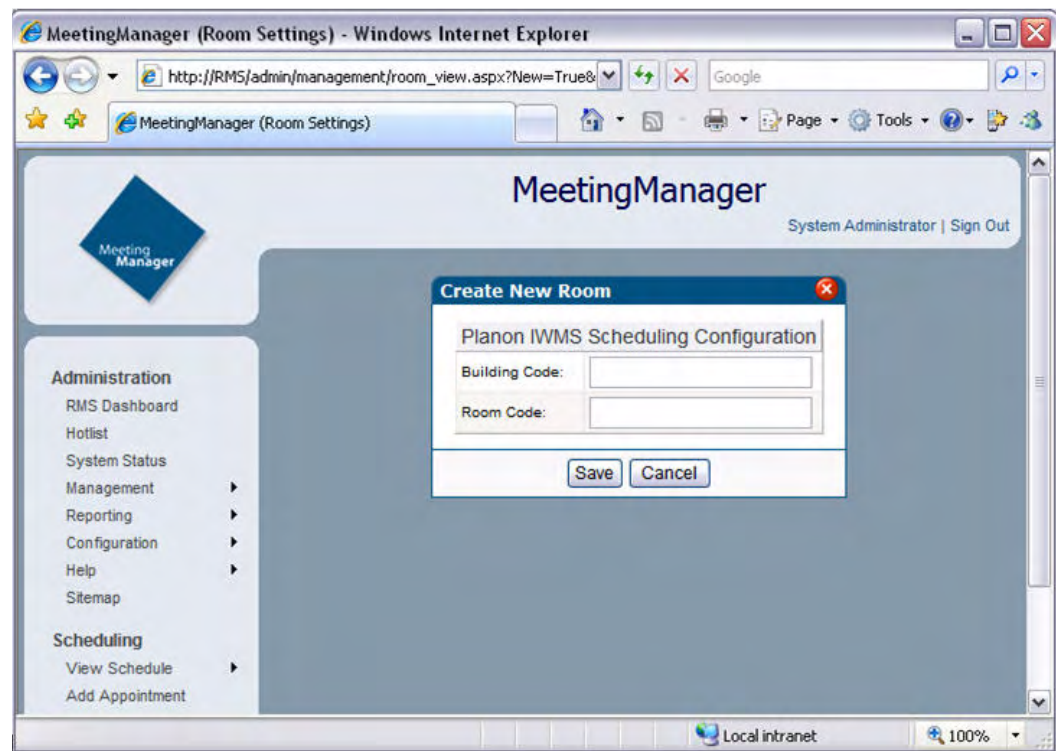 MeetingManager (Room Settings) - Windows Internet Explorer
http://RMS/admin/management/room_view.aspx?New=True&
Google
MeetingManager (Room Settings)
Page
Tools
MeetingManager
System Administrator | Sign Out
Meeting
Manager
Create New Room
Planon IWMS Scheduling Configuration
Building Code:
Room Code:
Save
Cancel
Administration
RMS Dashboard
Hotlist
System Status
Management
Reporting
Configuration
Help
Sitemap
Scheduling
View Schedule
Add Appointment
Local intranet
100%